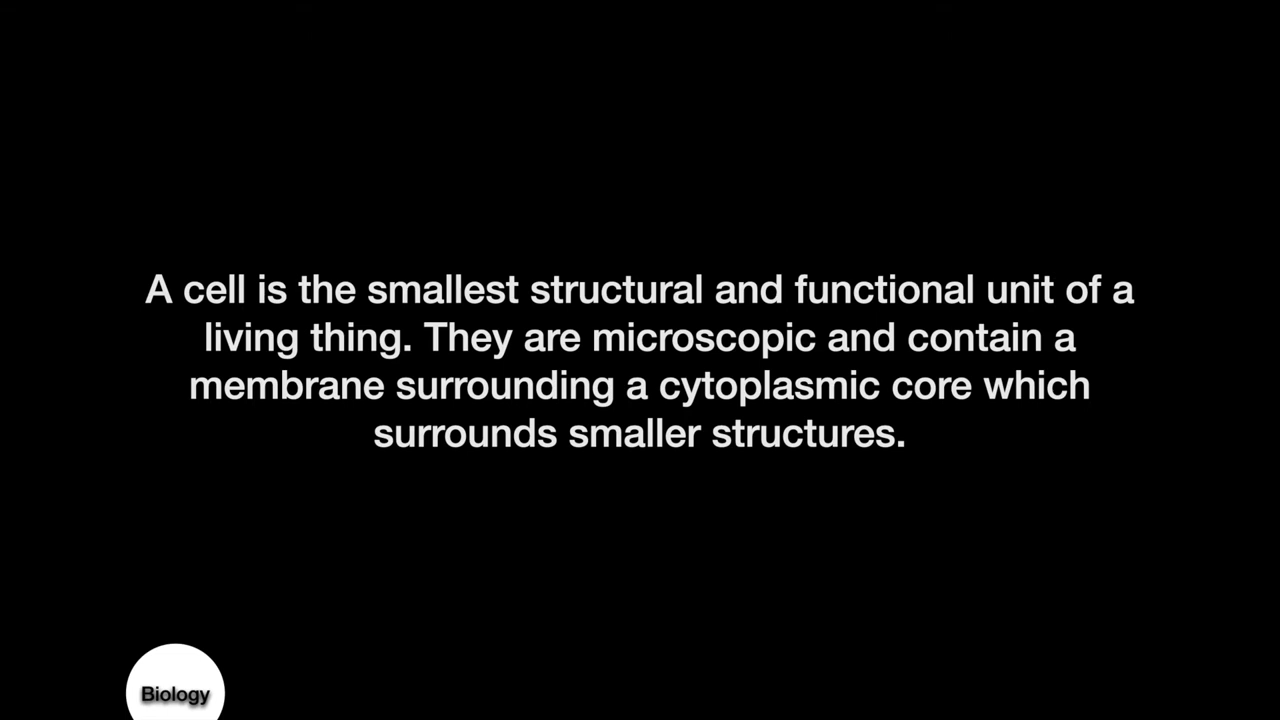 A cell is the smallest structural and functional unit of a
living thing. They are microscopic and contain a
membrane surrounding a cytoplasmic core which
surrounds smaller structures.
Biology